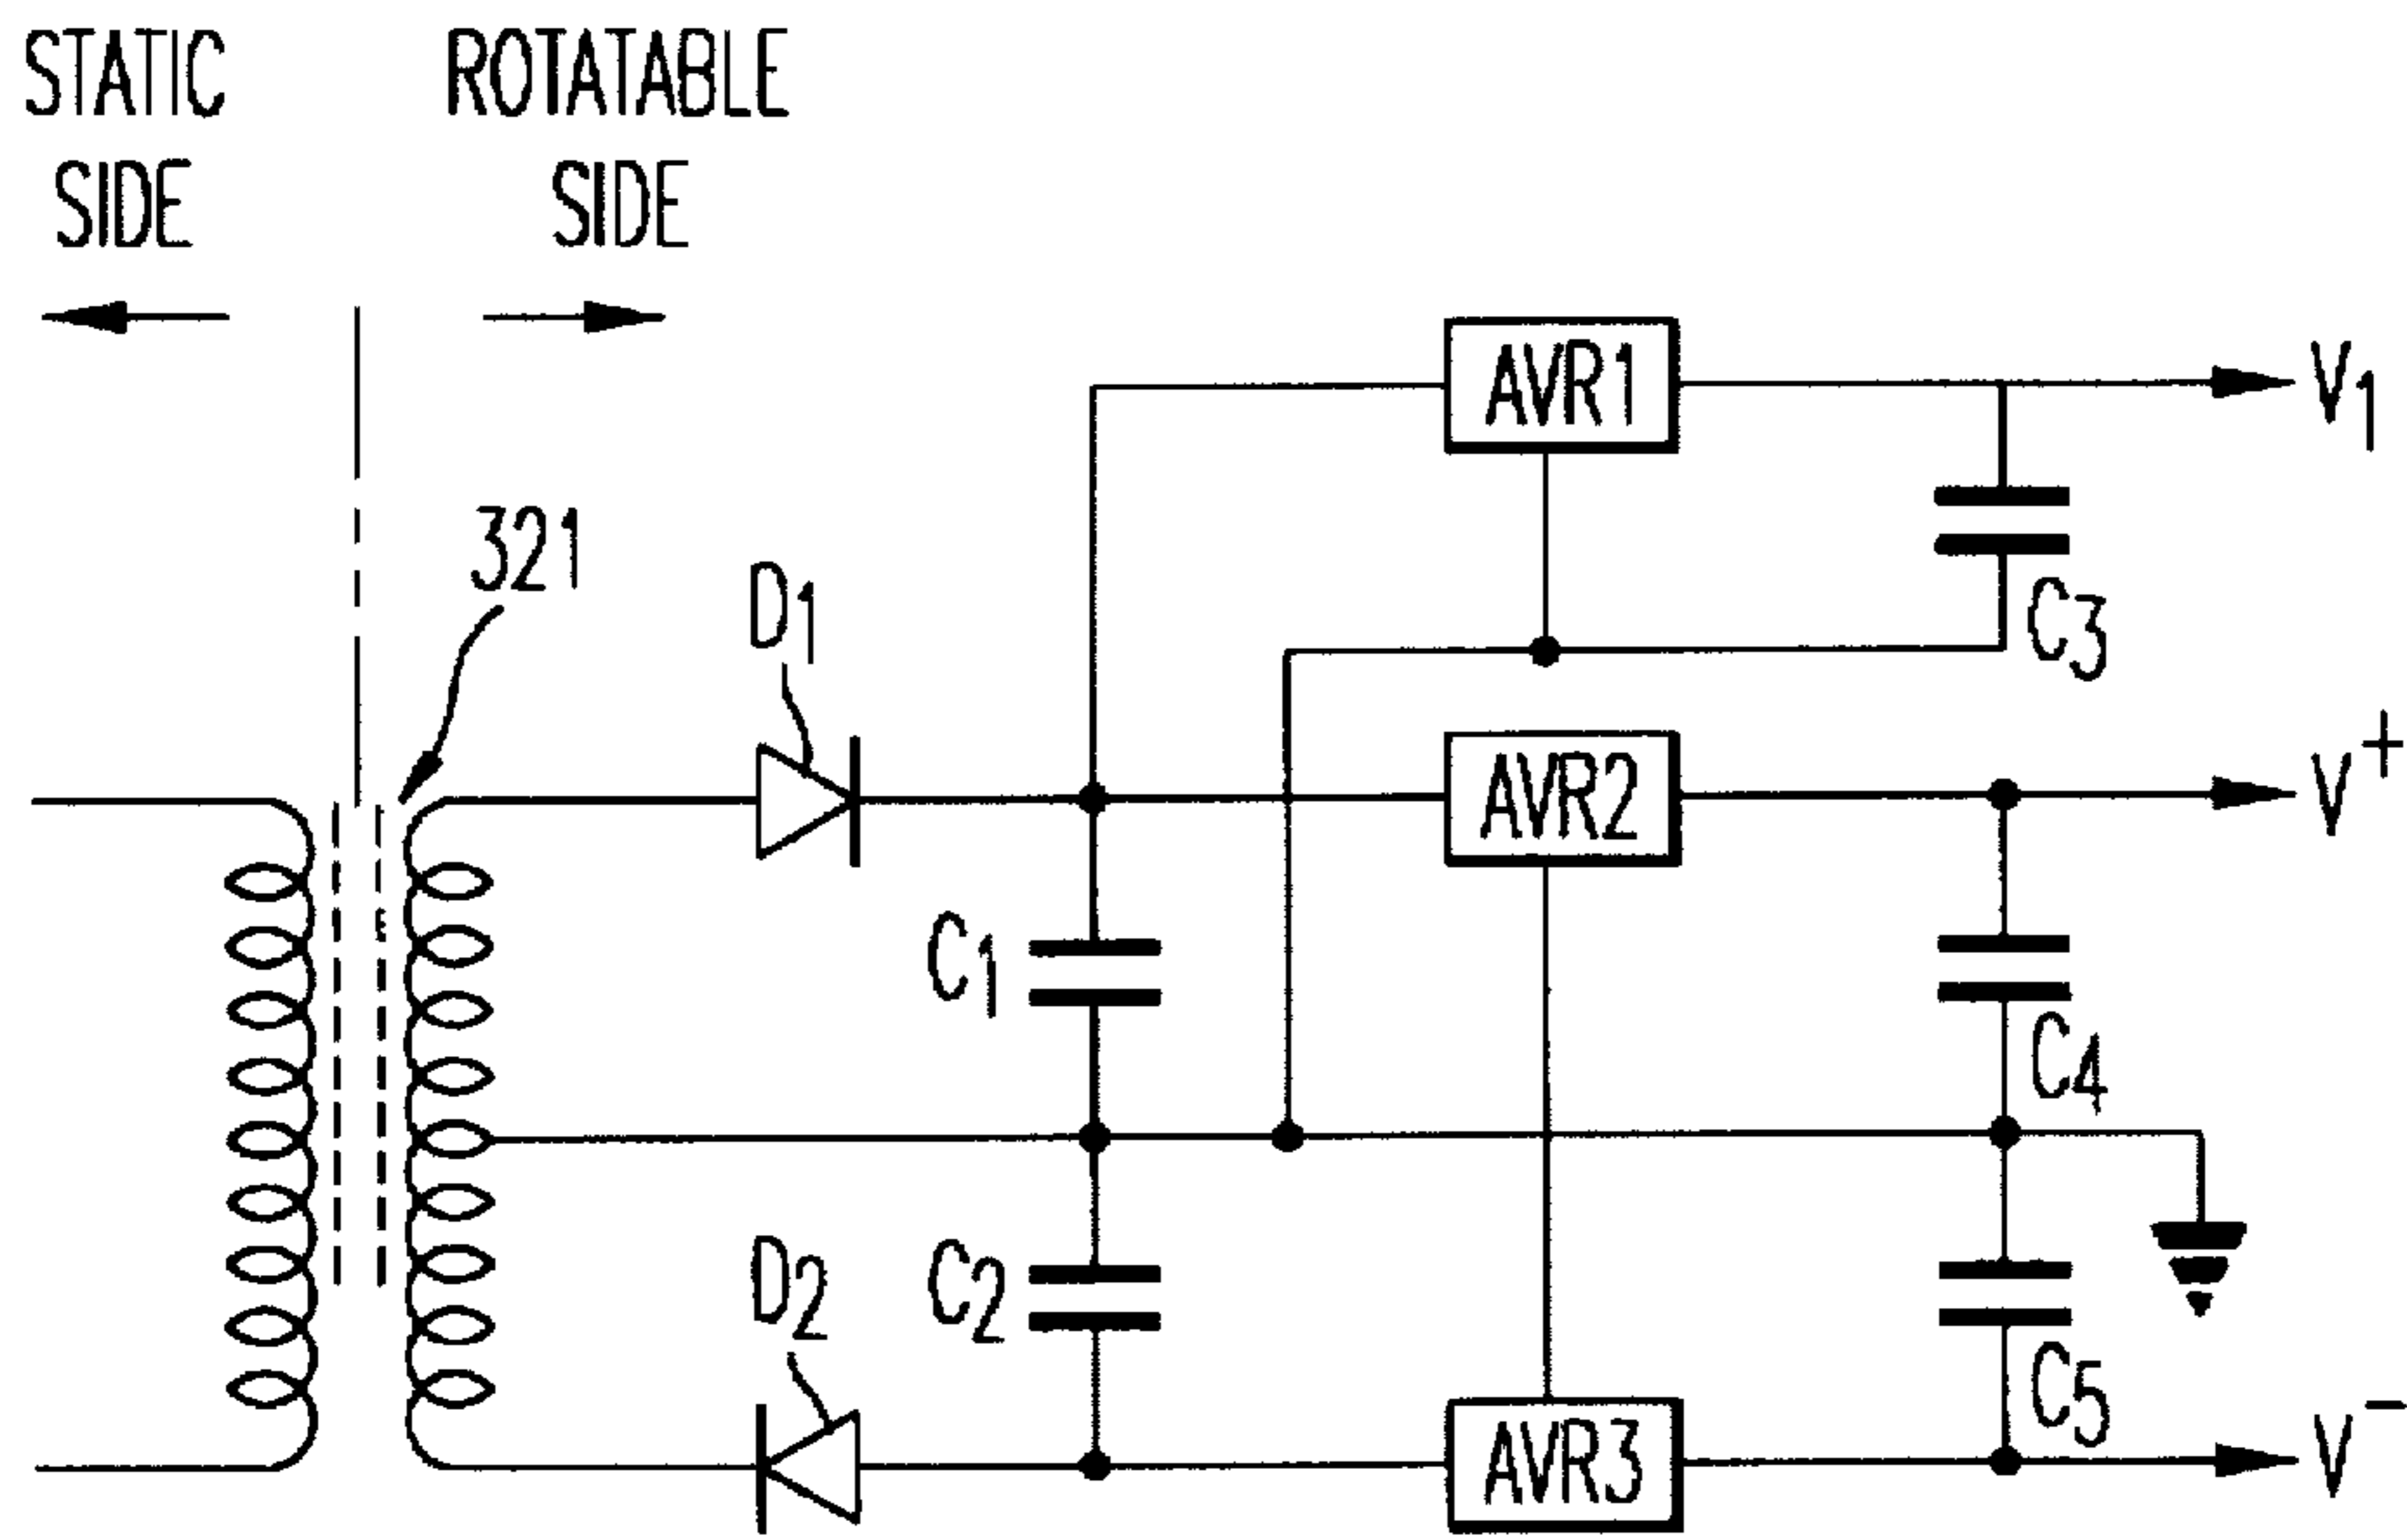 STATIC SIDE
ROTATABLE SIDE
AVR1
V1
321
D1
C3
AVR2
V+
C1
C4
D2
C2
C5
AVR3
V-